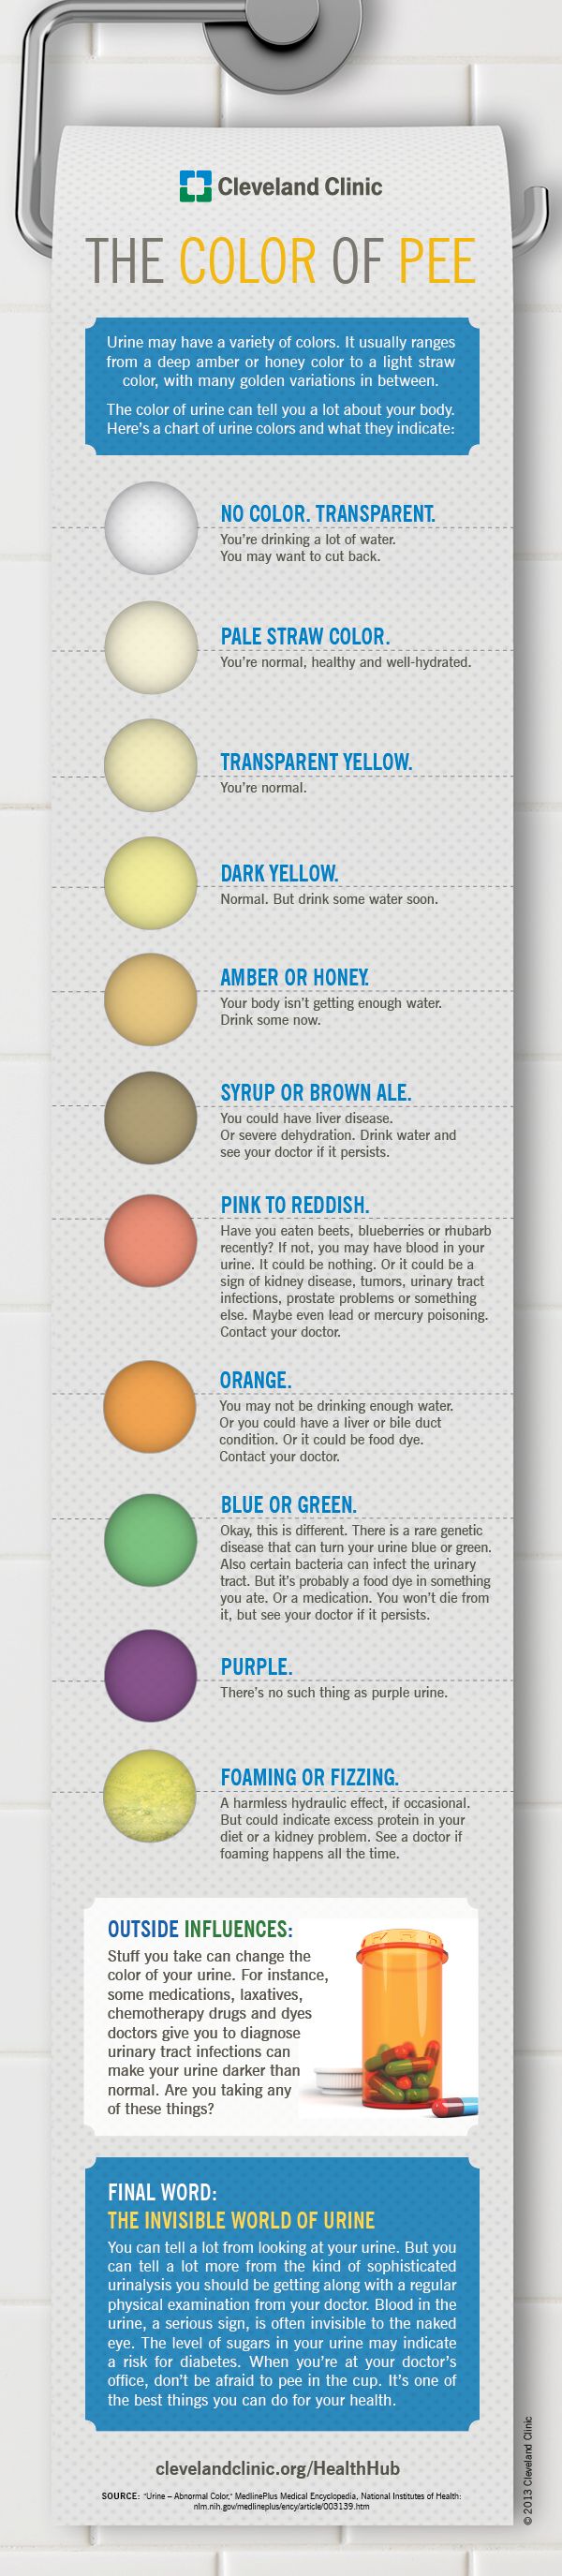 Cleveland Clinic
THE COLOR OF PEE
Urine may have a variety of colors. It usually ranges
from a deep amber or honey color to a light straw
color, with many golden variations in between.
The color of urine can tell you a lot about your body.
Here's a chart of urine colors and what they indicate:
NO COLOR. TRANSPARENT.
You're drinking a lot of water.
You may want to cut back.
PALE STRAW COLOR.
You're normal, healthy and well-hydrated.
TRANSPARENT YELLOW.
You're normal.
DARK YELLOW.
Normal. But drink some water soon.
AMBER OR HONEY.
Your body isn't getting enough water.
Drink some now.
SYRUP OR BROWN ALE.
You could have liver disease.
Or severe dehydration. Drink water and
see your doctor if it persists.
PINK TO REDDISH.
Have you eaten beets, blueberries or rhubarb
recently? If not, you may have blood in your
urine. It could be nothing. Or it could be a
sign of kidney disease, tumors, urinary tract
infections, prostate problems or something
else. Maybe even lead or mercury poisoning.
Contact your doctor.
ORANGE.
You may not be drinking enough water.
Or you could have a liver or bile duct
condition. Or it could be food dye.
Contact your doctor.
BLUE OR GREEN.
Okay, this is different. There is a rare genetic
disease that can turn your urine blue or green.
Also certain bacteria can infect the urinary
tract. But it's probably a food dye in something
you ate. Or a medication. You won't die from
it, but see your doctor if it persists.
PURPLE.
There's no such thing as purple urine.
FOAMING OR FIZZING.
A harmless hydraulic effect, if occasional.
But could indicate excess protein in your
diet or a kidney problem. See a doctor if
foaming happens all the time.
OUTSIDE INFLUENCES:
Stuff you take can change the
color of your urine. For instance,
some medications, laxatives,
chemotherapy drugs and dyes
doctors give you to diagnose
urinary tract infections can
make your urine darker than
normal. Are you taking any
of these things?
FINAL WORD:
THE INVISIBLE WORLD OF URINE
You can tell a lot from looking at your urine. But you
can tell a lot more from the kind of sophisticated
urinalysis you should be getting along with a regular
physical examination from your doctor. Blood in the
urine, a serious sign, is often invisible to the naked
eye. The level of sugars in your urine may indicate
a risk for diabetes. When you're at your doctor's
office, don't be afraid to pee in the cup. It's one of
the best things you can do for your health.
clevelandclinic.org/HealthHub
SOURCE: "Urine – Abnormal Color," MedlinePlus Medical Encyclopedia, National Institutes of Health:
nlm.nih.gov/medlineplus/ency/article/003139.htm
© 2013 Cleveland Clinic